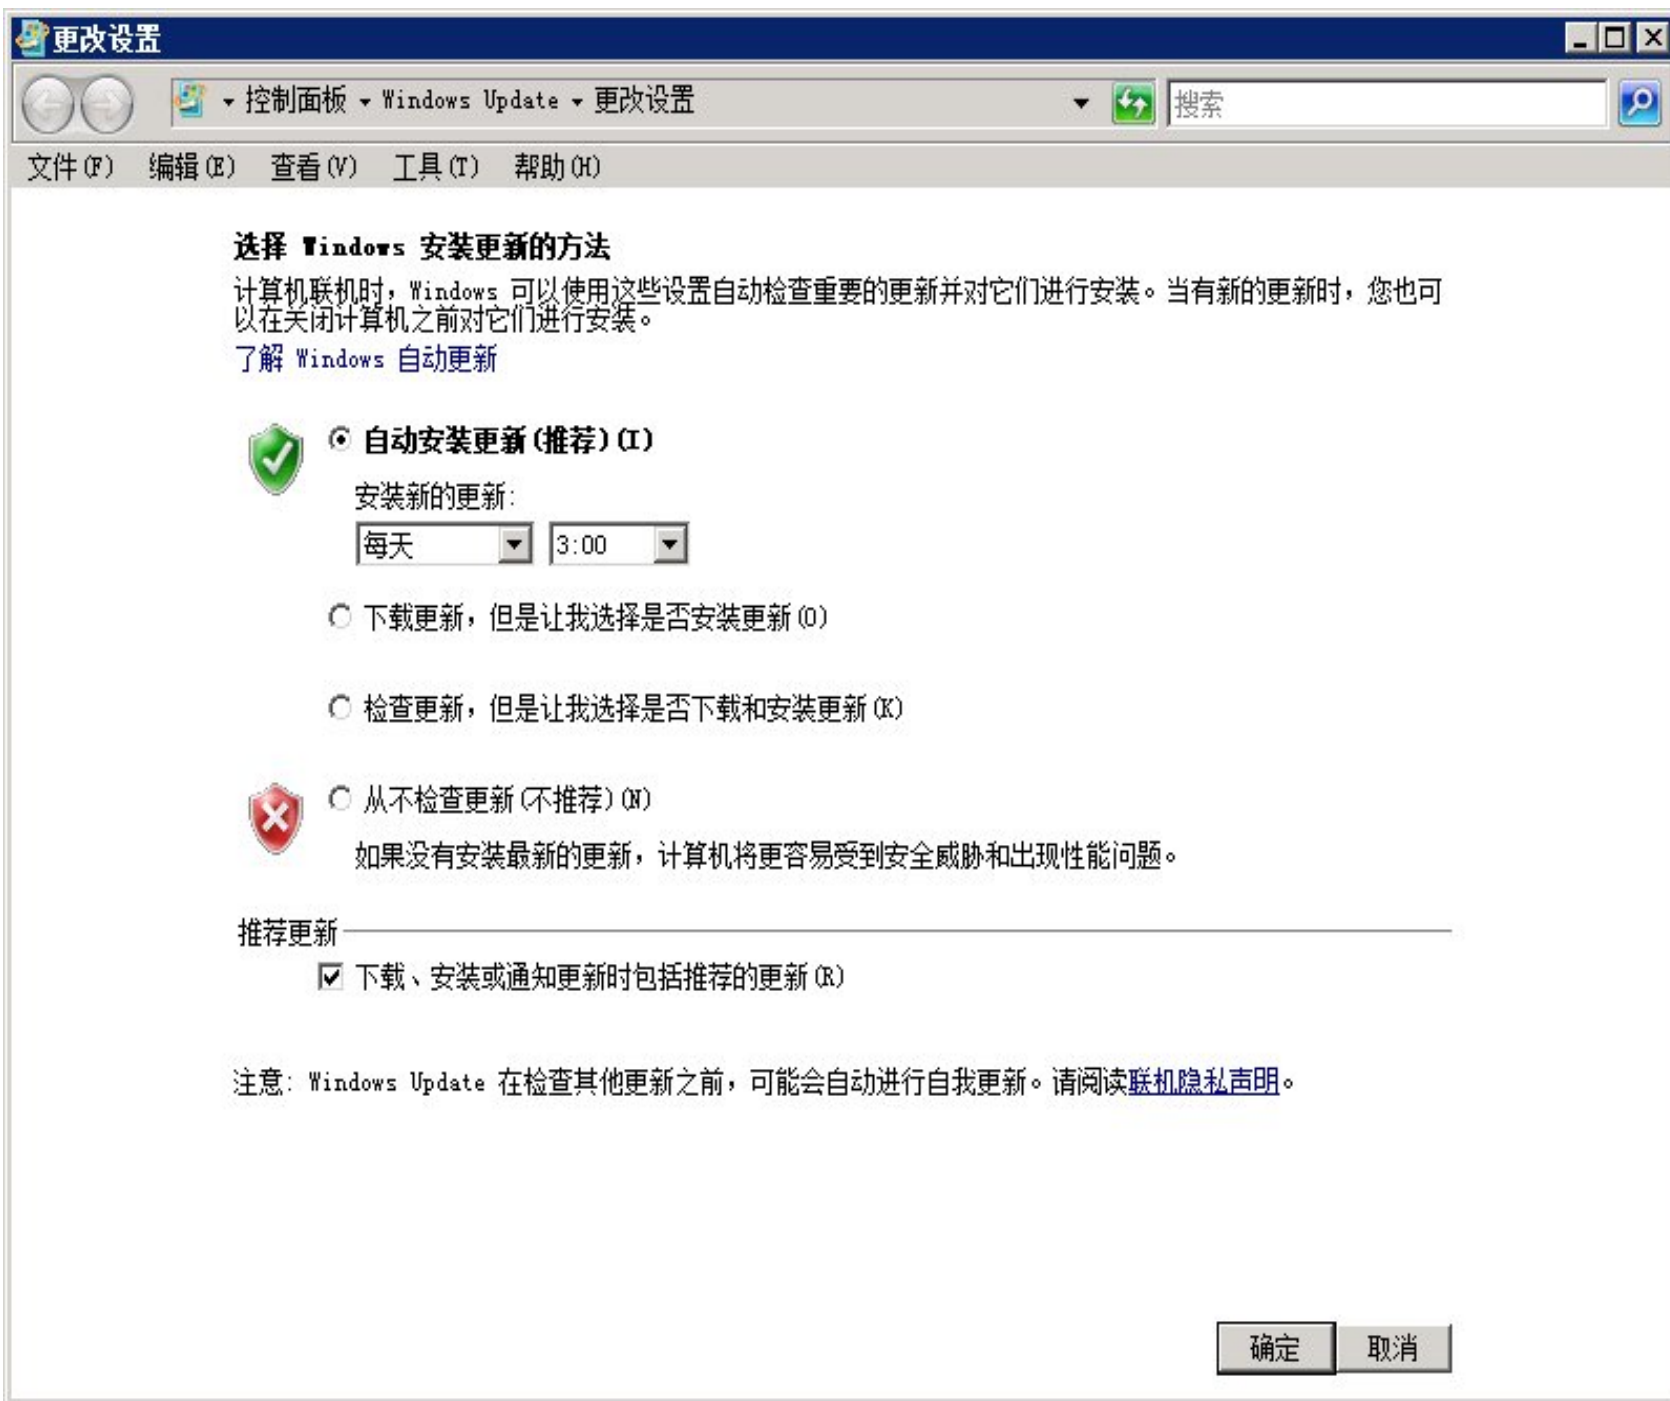 更改设置
控制面板 Windows Update 更改设置 搜索
文件(F) 编辑(E) 查看(V) 工具(T) 帮助(H)
选择 Windows 安装更新的方法
计算机联机时，Windows 可以使用这些设置自动检查重要的更新并对它们进行安装。当有新的更新时，您也可
以在关闭计算机之前对它们进行安装。
了解 Windows 自动更新
自动安装更新(推荐)(I)
安装新的更新:
每天 3:00
下载更新，但是让我选择是否安装更新(O)
检查更新，但是让我选择是否下载和安装更新(K)
从不检查更新(不推荐)(N)
如果没有安装最新的更新，计算机将更容易受到安全威胁和出现性能问题。
推荐更新
下载、安装或通知更新时包括推荐的更新(R)
注意: Windows Update 在检查其他更新之前，可能会自动进行自我更新。请阅读联机隐私声明。
确定 取消